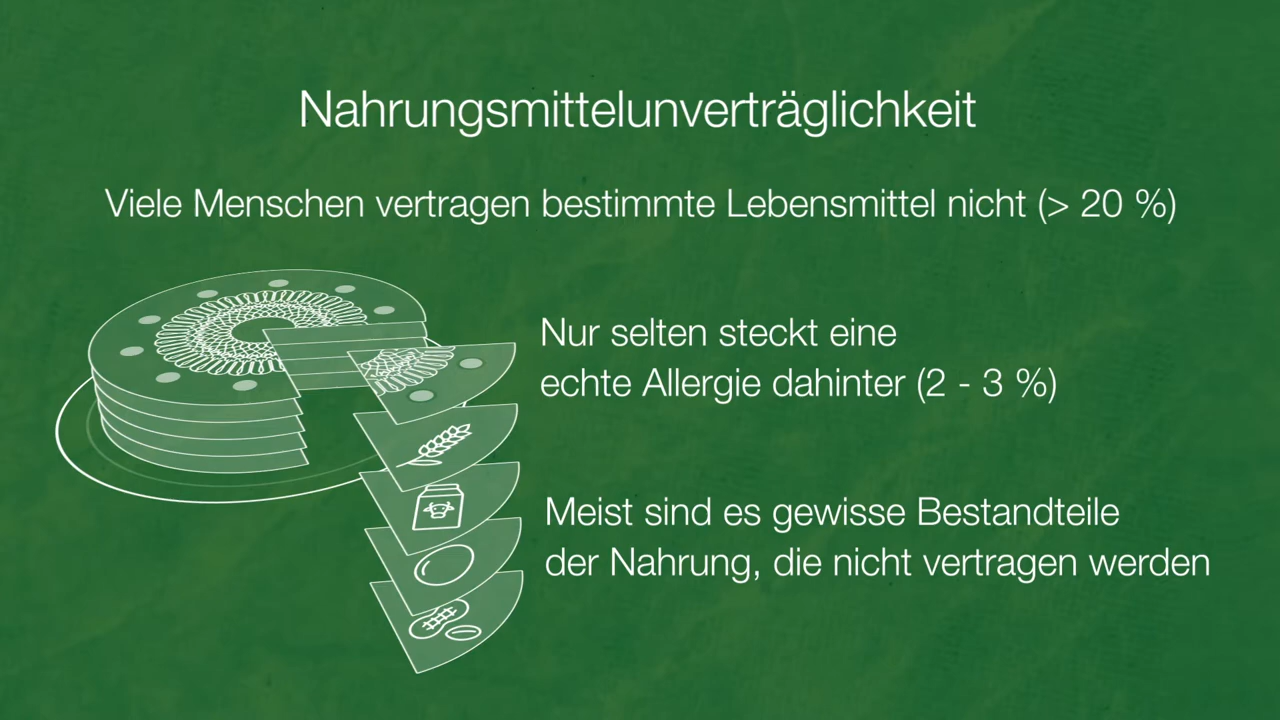 Nahrungsmittelunverträglichkeit
Viele Menschen vertragen bestimmte Lebensmittel nicht (> 20 %)
Nur selten steckt eine
echte Allergie dahinter (2 - 3 %)
Meist sind es gewisse Bestandteile
der Nahrung, die nicht vertragen werden